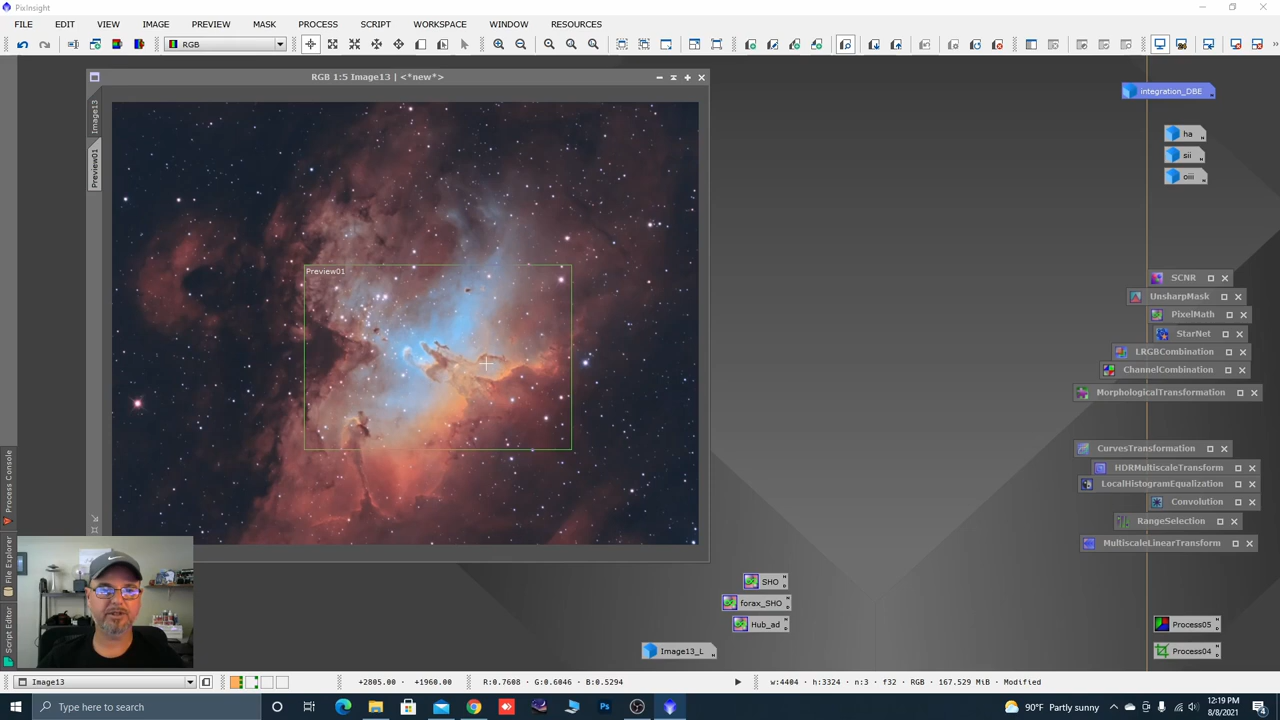 PixInsight
FILE EDIT VIEW IMAGE PREVIEW MASK PROCESS SCRIPT WORKSPACE WINDOW RESOURCES
RGB
RGB 1:5 Image13 | <*new*>
Image13
Preview01
Preview01
integration_DBE
ha
sii
oiii
SCNR
UnsharpMask
PixelMath
StarNet
LRGBCombination
ChannelCombination
MorphologicalTransformation
CurvesTransformation
HDRMultiscaleTransform
LocalHistogramEqualization
Convolution
RangeSelection
MultiscaleLinearTransform
Process Console
File Explorer
Script Editor
SHO
forax_SHO
Hub_ad
Image13_L
Process05
Process04
Image13
+2805.00 +1960.00 R:0.7608 G:0.6046 B:0.5294
w:4404 · h:3324 · n:3 · f32 · RGB · 167.529 MiB · Modified
Type here to search
90°F Partly sunny
12:19 PM
8/8/2021
4